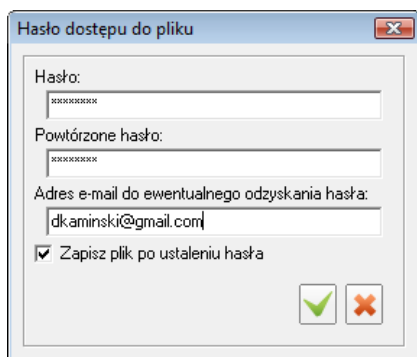 Hasło dostępu do pliku
Hasło:
××××××××
Powtórzone hasło:
××××××××
Adres e-mail do ewentualnego odzyskania hasła:
dkaminski@gmail.com
Zapisz plik po ustaleniu hasła